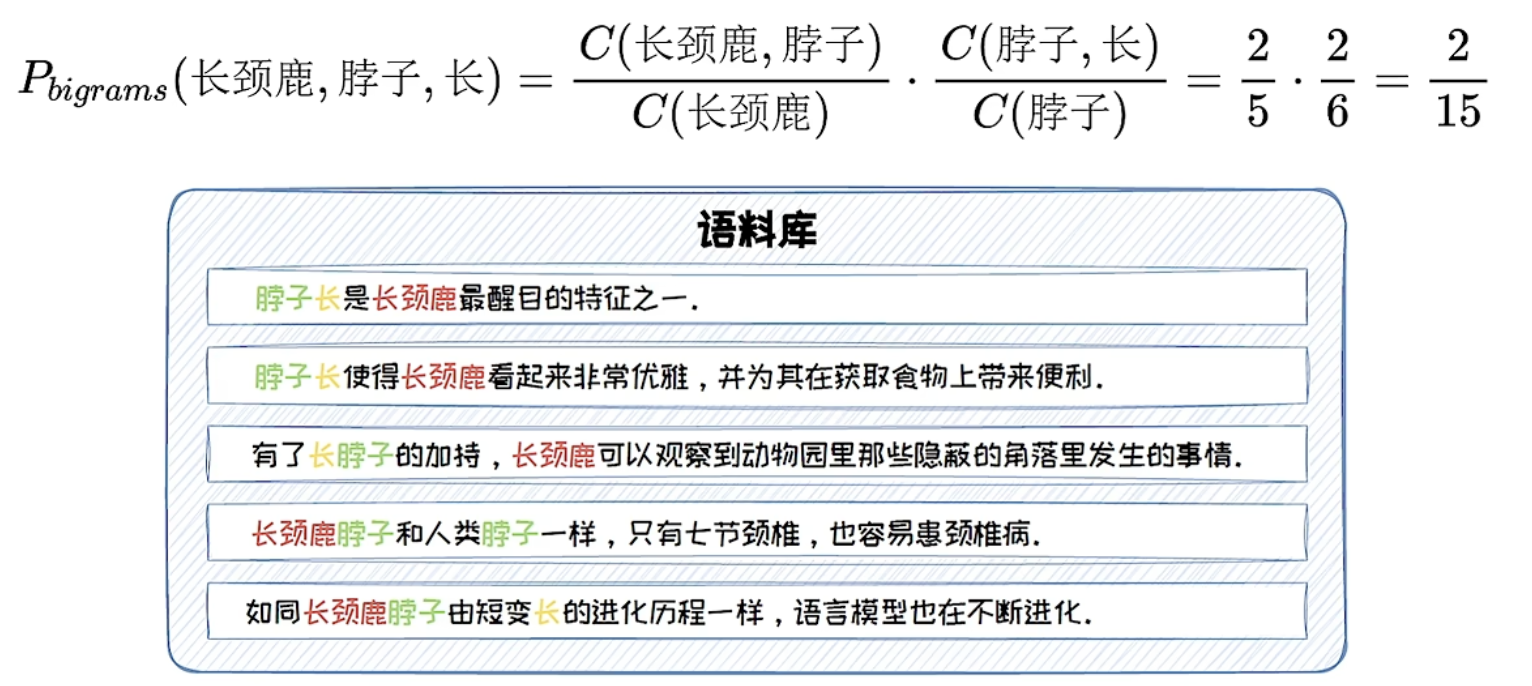 P_{bigrams}(长颈鹿, 脖子, 长) = \frac{C(长颈鹿, 脖子)}{C(长颈鹿)} \cdot \frac{C(脖子, 长)}{C(脖子)} = \frac{2}{5} \cdot \frac{2}{6} = \frac{2}{15}
语料库
脖子长是长颈鹿最醒目的特征之一.
脖子长使得长颈鹿看起来非常优雅，并为其在获取食物上带来便利.
有了长脖子的加持，长颈鹿可以观察到动物园里那些隐蔽的角落里发生的事情.
长颈鹿脖子和人类脖子一样，只有七节颈椎，也容易患颈椎病.
如同长颈鹿脖子由短变长的进化历程一样，语言模型也在不断进化.